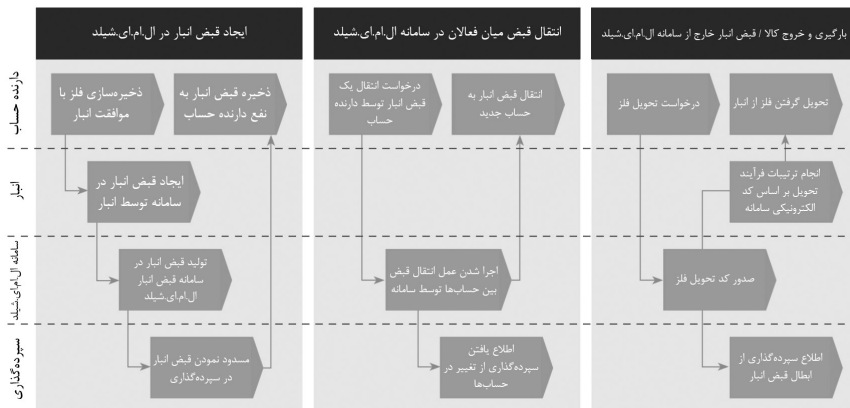 بارگیری و خروج کالا / قبض انبار خارج از سامانه ال.ام.ای.شیلد
انتقال قبض میان فعالان در سامانه ال.ام.ای.شیلد
ایجاد قبض انبار در ال.ام.ای.شیلد
دارنده حساب
ذخیره‌سازی فلز با
موافقت انبار
ذخیره قبض انبار به
نفع دارنده حساب
درخواست انتقال یک
قبض انبار توسط دارنده
حساب
انتقال قبض انبار به
حساب جدید
درخواست تحویل فلز
تحویل گرفتن فلز از انبار
انبار
ایجاد قبض انبار در
سامانه توسط انبار
انجام ترتیبات فرآیند
تحویل بر اساس کد
الکترونیکی سامانه
سامانه ال.ام.ای.شیلد
تولید قبض انبار در
سامانه قبض انبار
ال.ام.ای.شیلد
اجرا شدن عمل انتقال قبض
بین حساب‌ها توسط سامانه
صدور کد تحویل فلز
سپرده‌گذاری
مسدود نمودن قبض انبار
در سپرده‌گذاری
اطلاع یافتن
سپرده‌گذاری از تغییر در
حساب‌ها
اطلاع سپرده‌گذاری از
ابطال قبض انبار